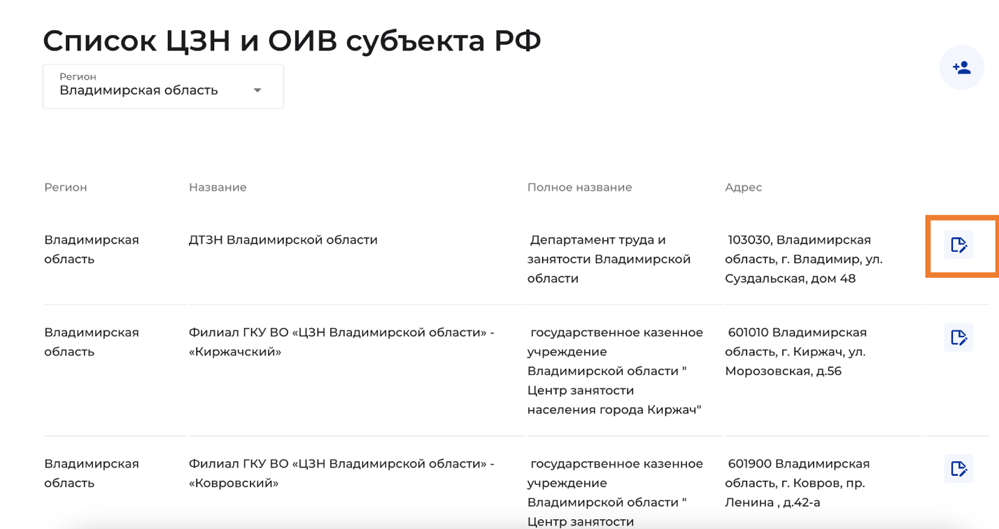 Список ЦЗН и ОИВ субъекта РФ
Регион
Владимирская область
Регион
Название
Полное название
Адрес
Владимирская
область
ДТЗН Владимирской области
Департамент труда и
занятости Владимирской
области
103030, Владимирская
область, г. Владимир, ул.
Суздальская, дом 48
Владимирская
область
Филиал ГКУ ВО «ЦЗН Владимирской области» -
«Киржачский»
государственное казенное
учреждение
Владимирской области "
Центр занятости
населения города Киржач"
601010 Владимирская
область, г. Киржач, ул.
Морозовская, д.56
Владимирская
область
Филиал ГКУ ВО «ЦЗН Владимирской области» -
«Ковровский»
государственное казенное
учреждение
Владимирской области "
Центр занятости
601900 Владимирская
область, г. Ковров, пр.
Ленина , д.42-а